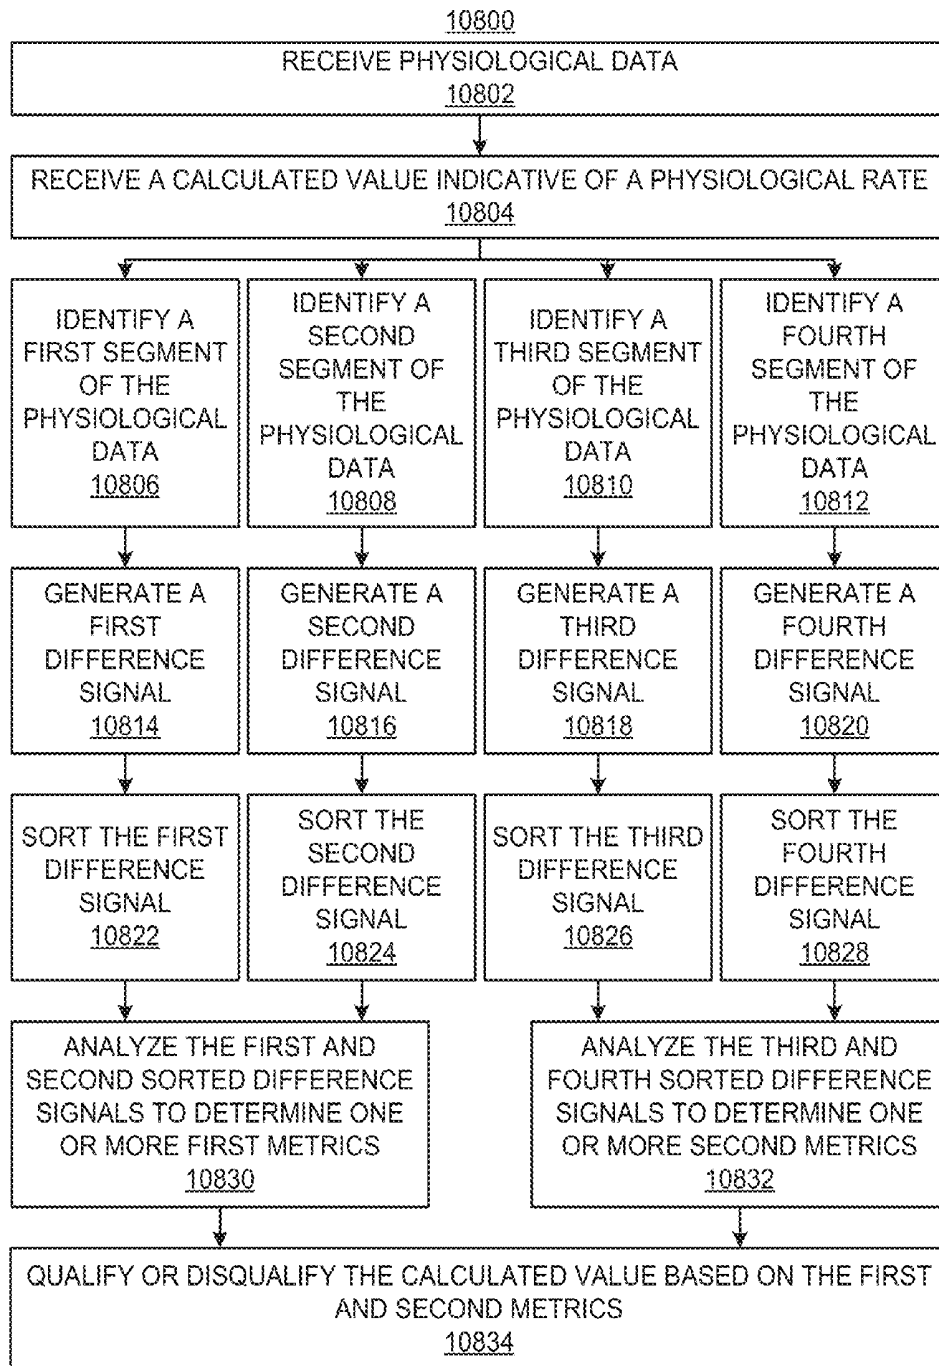 10800
RECEIVE PHYSIOLOGICAL DATA
10802
RECEIVE A CALCULATED VALUE INDICATIVE OF A PHYSIOLOGICAL RATE
10804
IDENTIFY A
FIRST SEGMENT
OF THE
PHYSIOLOGICAL
DATA
10806
IDENTIFY A
SECOND
SEGMENT OF
THE
PHYSIOLOGICAL
DATA
10808
IDENTIFY A
THIRD SEGMENT
OF THE
PHYSIOLOGICAL
DATA
10810
IDENTIFY A
FOURTH
SEGMENT OF
THE
PHYSIOLOGICAL
DATA
10812
GENERATE A
FIRST
DIFFERENCE
SIGNAL
10814
GENERATE A
SECOND
DIFFERENCE
SIGNAL
10816
GENERATE A
THIRD
DIFFERENCE
SIGNAL
10818
GENERATE A
FOURTH
DIFFERENCE
SIGNAL
10820
SORT THE FIRST
DIFFERENCE
SIGNAL
10822
SORT THE
SECOND
DIFFERENCE
SIGNAL
10824
SORT THE THIRD
DIFFERENCE
SIGNAL
10826
SORT THE
FOURTH
DIFFERENCE
SIGNAL
10828
ANALYZE THE FIRST AND
SECOND SORTED DIFFERENCE
SIGNALS TO DETERMINE ONE
OR MORE FIRST METRICS
10830
ANALYZE THE THIRD AND
FOURTH SORTED DIFFERENCE
SIGNALS TO DETERMINE ONE
OR MORE SECOND METRICS
10832
QUALIFY OR DISQUALIFY THE CALCULATED VALUE BASED ON THE FIRST
AND SECOND METRICS
10834